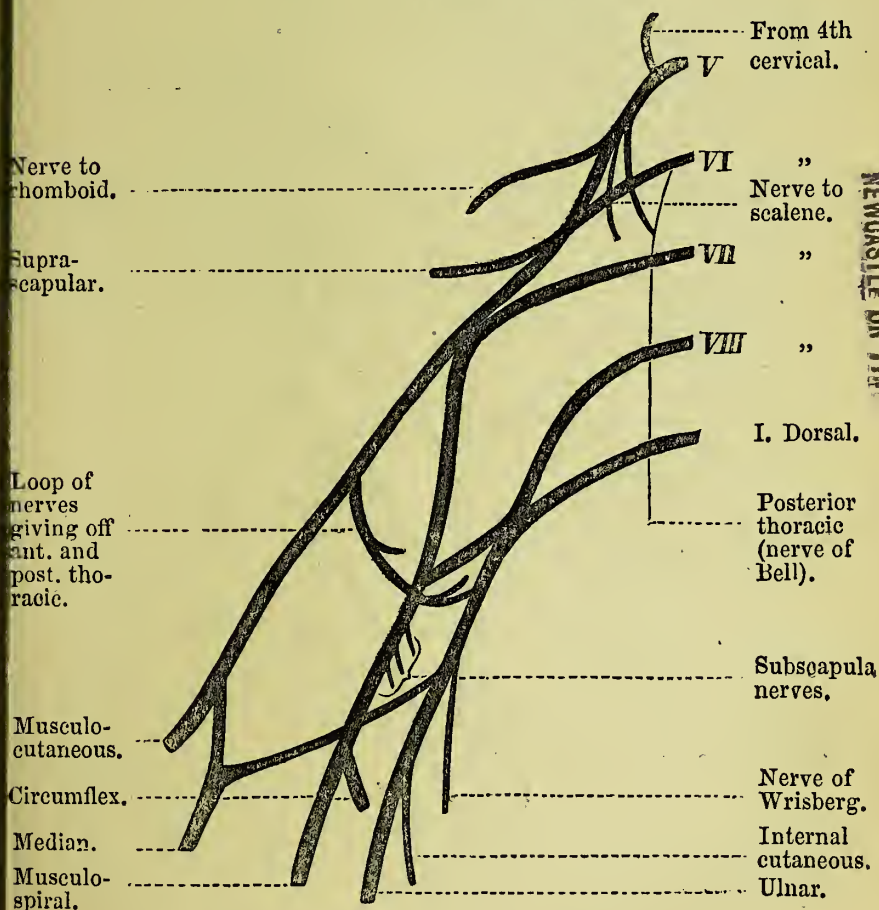 From 4th
cervical.
V
Nerve to
rhomboid.
VI "
Nerve to
scalene.
Supra-
scapular.
VII "
VIII "
I. Dorsal.
Loop of
nerves
giving off
ant. and
post. tho-
racic.
Posterior
thoracic
(nerve of
Bell).
Subscapula
nerves.
Musculo-
cutaneous.
Circumflex.
Nerve of
Wrisberg.
Median.
Internal
cutaneous.
Musculo-
spiral.
Ulnar.
NEWCASTLE